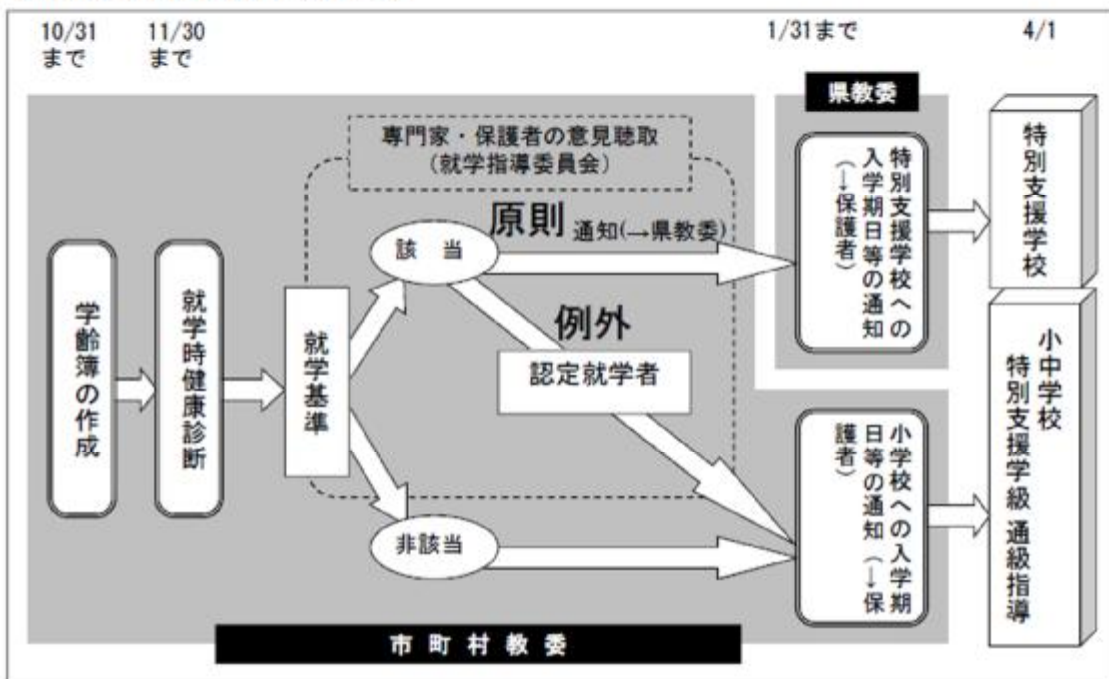 10/31
まで
11/30
まで
1/31まで
4/1
県教委
専門家・保護者の意見聴取
(就学指導委員会)
原則 通知(→県教委)
該 当
例外
認定就学者
学齢簿の作成
就学時健康診断
就学基準
非該当
特別支援学校への
入学期日等の通知
(→保護者)
特別支援学校
小学校への入学期
日等の通知 (→保
護者)
小中学校
特別支援学級 通級指導
市 町 村 教 委